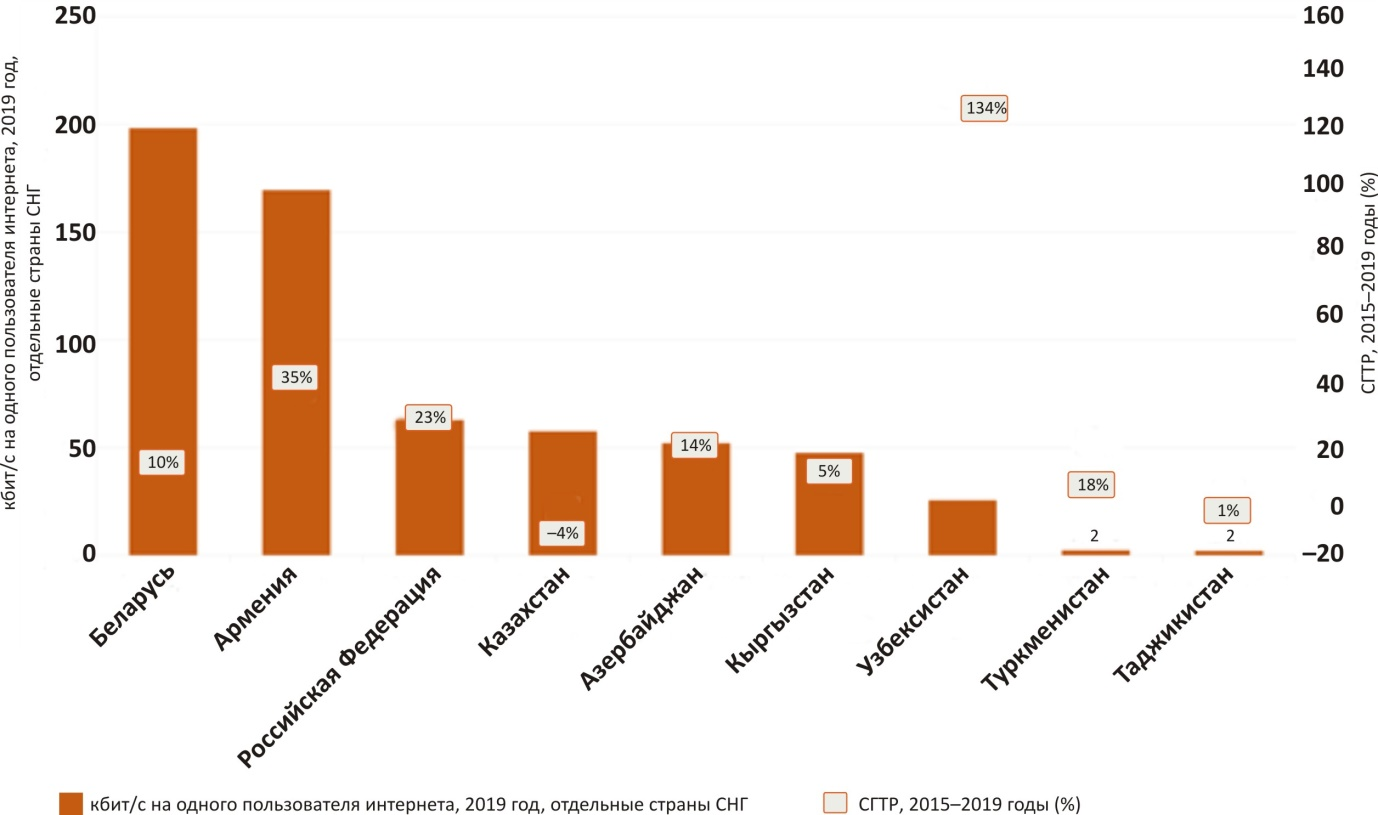 250
200
150
100
50
0
кбит/с на одного пользователя интернета, 2019 год,
отдельные страны СНГ
160
140
120
100
80
60
40
20
0
–20
СГТР, 2015–2019 годы (%)
10%
35%
23%
–4%
14%
5%
134%
18%
2
1%
2
Беларусь
Армения
Российская Федерация
Казахстан
Азербайджан
Кыргызстан
Узбекистан
Туркменистан
Таджикистан
кбит/с на одного пользователя интернета, 2019 год, отдельные страны СНГ
СГТР, 2015–2019 годы (%)